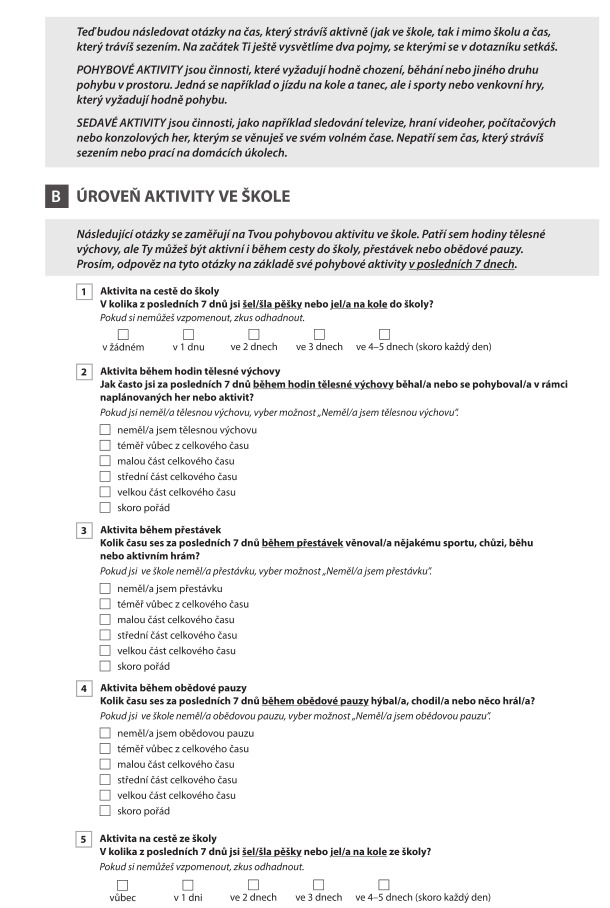 Teď budou následovat otázky na čas, který strávíš aktivně (jak ve škole, tak i mimo školu a čas,
který trávíš sezením. Na začátek Ti ještě vysvětlíme dva pojmy, se kterými se v dotazníku setkáš.
POHYBOVÉ AKTIVITY jsou činnosti, které vyžadují hodně chození, běhání nebo jiného druhu
pohybu v prostoru. Jedná se například o jízdu na kole a tanec, ale i sporty nebo venkovní hry,
který vyžadují hodně pohybu.
SEDAVÉ AKTIVITY jsou činnosti, jako například sledování televize, hraní videoher, počítačových
nebo konzolových her, kterým se věnuješ ve svém volném čase. Nepatří sem čas, který strávíš
sezením nebo prací na domácích úkolech.
B ÚROVEŇ AKTIVITY VE ŠKOLE
Následující otázky se zaměřují na Tvou pohybovou aktivitu ve škole. Patří sem hodiny tělesné
výchovy, ale Ty můžeš být aktivní i během cesty do školy, přestávek nebo obědové pauzy.
Prosím, odpověz na tyto otázky na základě své pohybové aktivity v posledních 7 dnech.
1 Aktivita na cestě do školy
V kolika z posledních 7 dnů jsi šel/šla pěšky nebo jel/a na kole do školy?
Pokud si nemůžeš vzpomenout, zkus odhadnout.
v žádném v 1 dnu ve 2 dnech ve 3 dnech ve 4–5 dnech (skoro každý den)
2 Aktivita během hodin tělesné výchovy
Jak často jsi za posledních 7 dnů během hodin tělesné výchovy běhal/a nebo se pohyboval/a v rámci
naplánovaných her nebo aktivit?
Pokud jsi neměl/a tělesnou výchovu, vyber možnost „Neměl/a jsem tělesnou výchovu".
neměl/a jsem tělesnou výchovu
téměř vůbec z celkového času
malou část celkového času
střední část celkového času
velkou část celkového času
skoro pořád
3 Aktivita během přestávek
Kolik času ses za posledních 7 dnů během přestávek věnoval/a nějakému sportu, chůzi, běhu
nebo aktivním hrám?
Pokud jsi ve škole neměl/a přestávku, vyber možnost „Neměl/a jsem přestávku".
neměl/a jsem přestávku
téměř vůbec z celkového času
malou část celkového času
střední část celkového času
velkou část celkového času
skoro pořád
4 Aktivita během obědové pauzy
Kolik času ses za posledních 7 dnů během obědové pauzy hýbal/a, chodil/a nebo něco hrál/a?
Pokud jsi ve škole neměl/a obědovou pauzu, vyber možnost „Neměl/a jsem obědovou pauzu".
neměl/a jsem obědovou pauzu
téměř vůbec z celkového času
malou část celkového času
střední část celkového času
velkou část celkového času
skoro pořád
5 Aktivita na cestě ze školy
V kolika z posledních 7 dnů jsi šel/šla pěšky nebo jel/a na kole ze školy?
Pokud si nemůžeš vzpomenout, zkus odhadnout.
vůbec v 1 dni ve 2 dnech ve 3 dnech ve 4–5 dnech (skoro každý den)